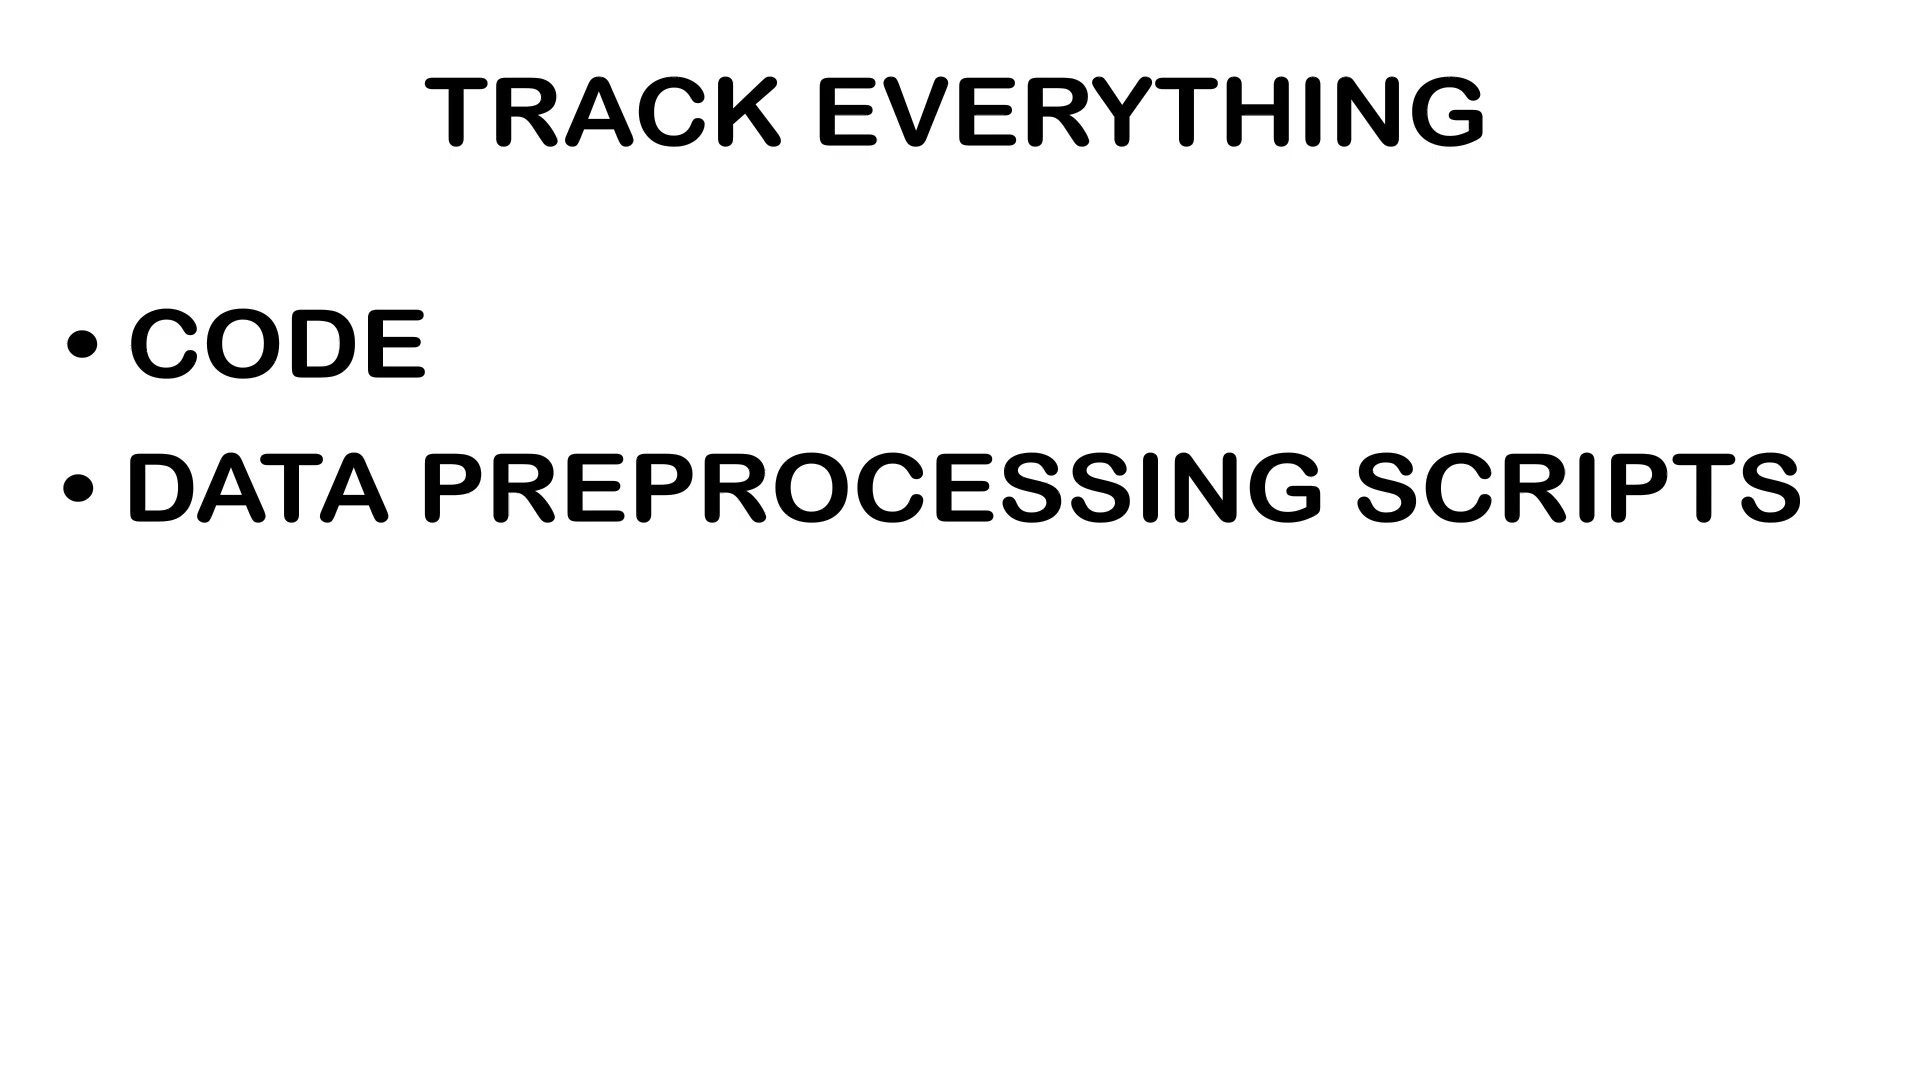 TRACK EVERYTHING
• CODE
• DATA PREPROCESSING SCRIPTS